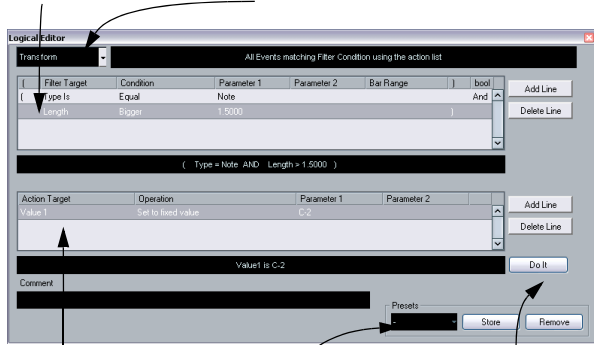 Logical Editor
Transform
All Events matching Filter Condition using the action list
( Filter Target Condition Parameter 1 Parameter 2 Bar Range ) bool
( Type Is Equal Note And
Length Bigger 1.5000 )
Add Line
Delete Line
( Type = Note AND Length > 1.5000 )
Action Target Operation Parameter 1 Parameter 2
Value 1 Set to fixed value C-2
Add Line
Delete Line
Value1 is C-2
Do It
Comment
Presets
-
Store
Remove